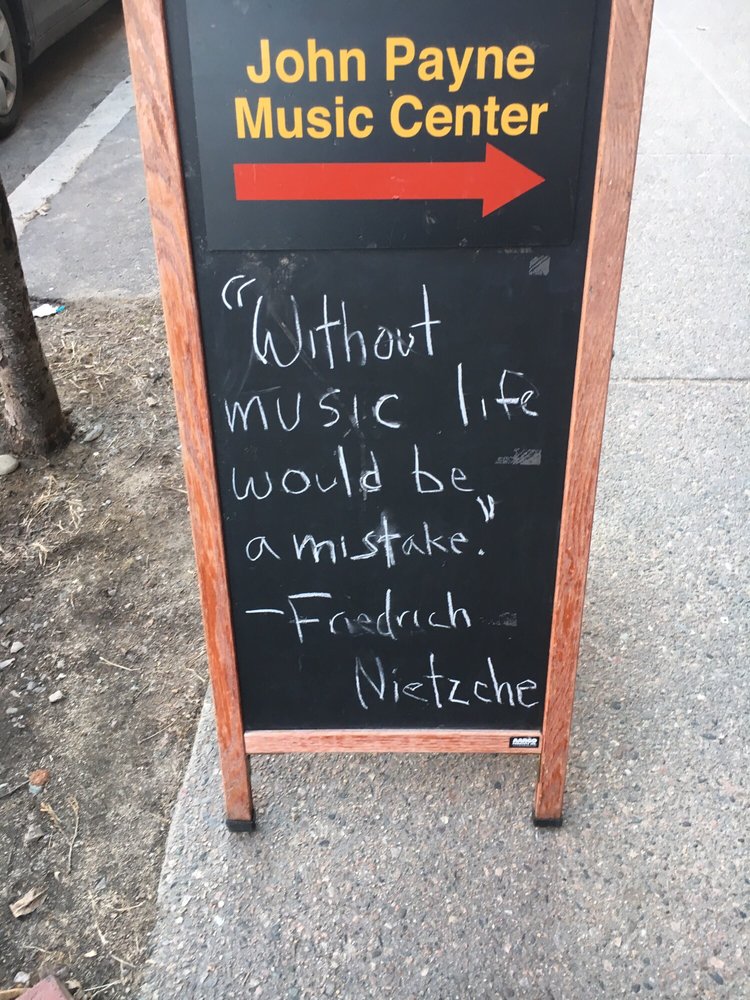 John Payne
Music Center
"Without
music life
would be
a mistake."
-Friedrich
Nietzche